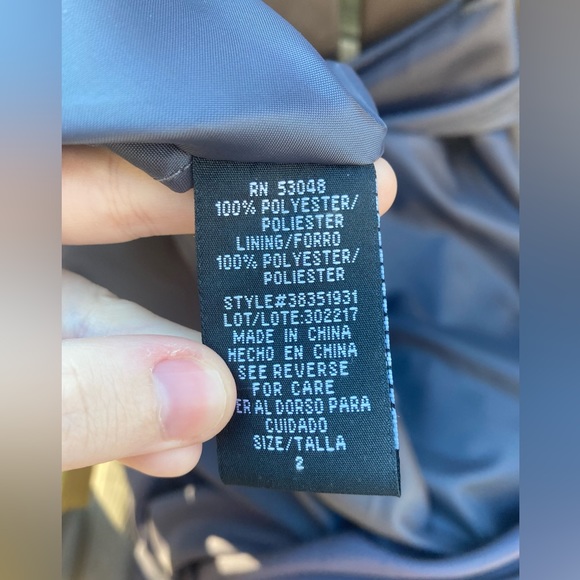 RN 53048
100% POLYESTER/
POLIESTER
LINING/FORRO
100% POLYESTER/
POLIESTER
STYLE#38351931
LOT/LOTE:302217
MADE IN CHINA
HECHO EN CHINA
SEE REVERSE
FOR CARE
ER AL DORSO PARA
CUIDADO
SIZE/TALLA
2